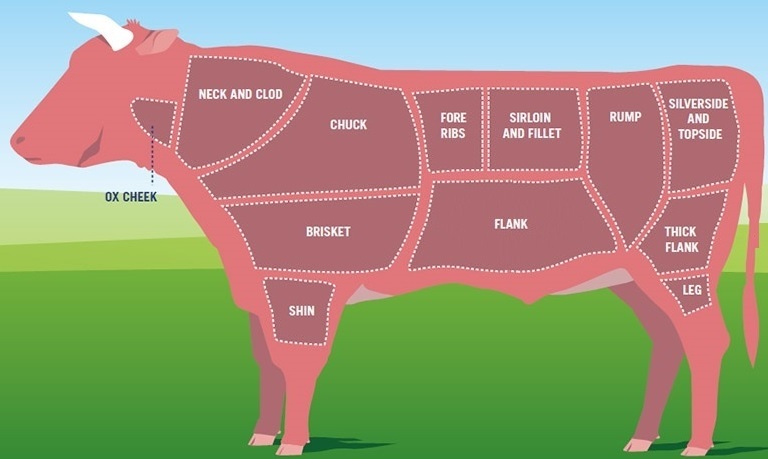 NECK AND CLOD
CHUCK
FORE
RIBS
SIRLOIN
AND FILLET
RUMP
SILVERSIDE
AND
TOPSIDE
OX CHEEK
BRISKET
FLANK
THICK
FLANK
SHIN
LEG